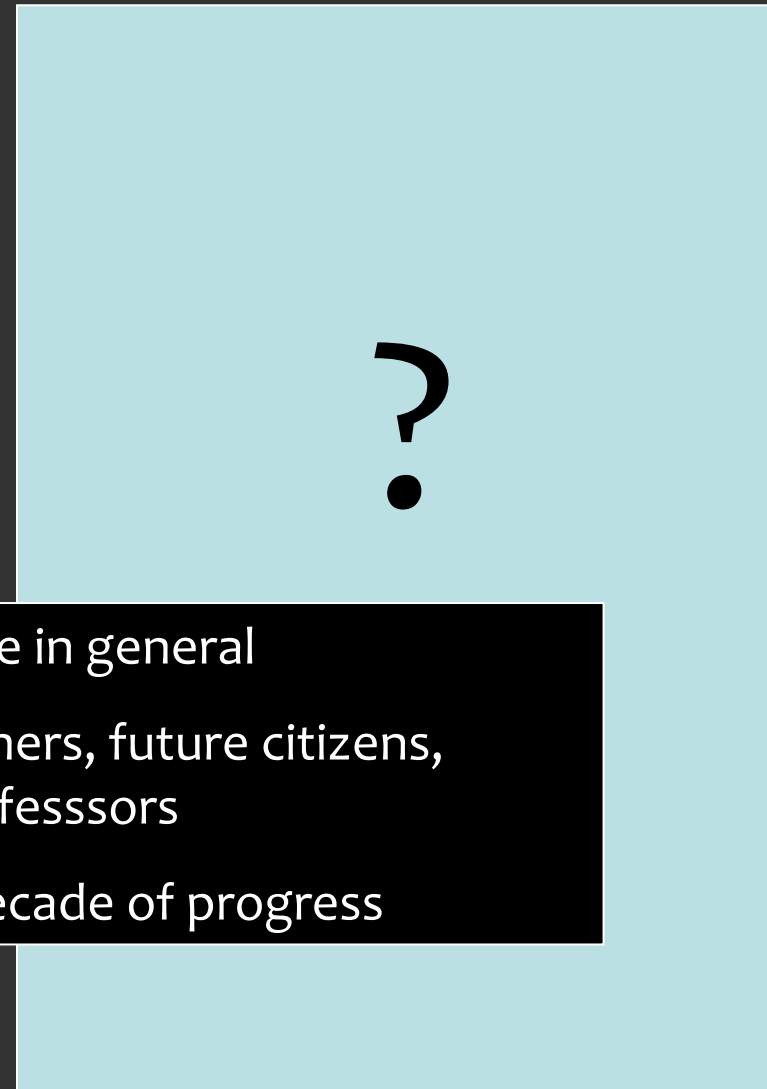 ?
e in general
ners, future citizens,
fesssors
ecade of progress